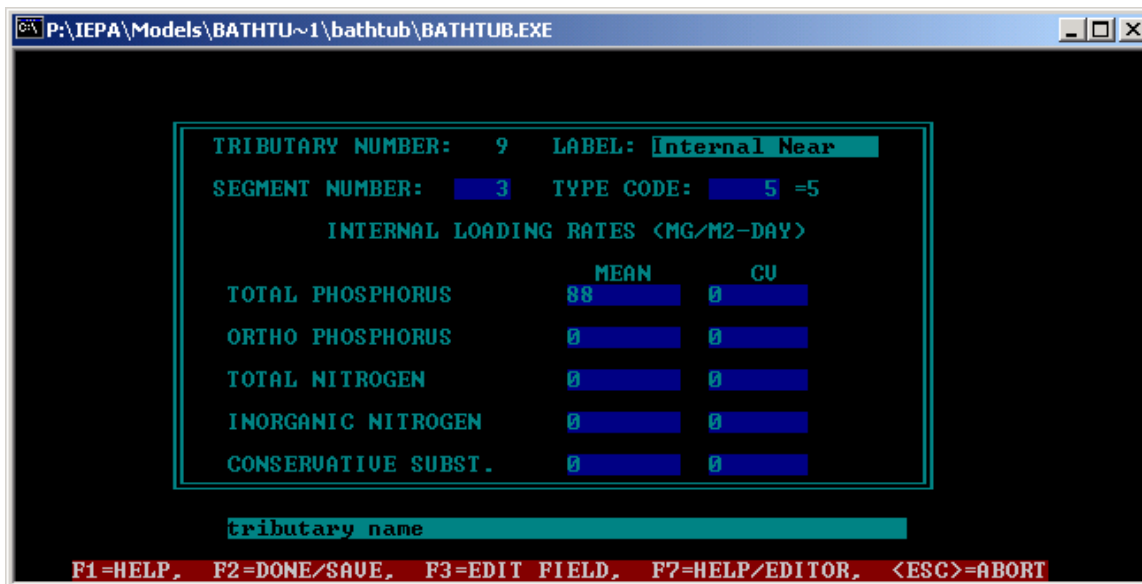 P:\IEPA\Models\BATHTU~1\bathtub\BATHTUB.EXE
TRIBUTARY NUMBER: 9 LABEL: Internal Near
SEGMENT NUMBER: 3 TYPE CODE: 5 =5
INTERNAL LOADING RATES (MG/M2-DAY)
MEAN CV
TOTAL PHOSPHORUS 88 0
ORTHO PHOSPHORUS 0 0
TOTAL NITROGEN 0 0
INORGANIC NITROGEN 0 0
CONSERVATIVE SUBST. 0 0
tributary name
F1=HELP, F2=DONE/SAVE, F3=EDIT FIELD, F7=HELP/EDITOR, <ESC>=ABORT